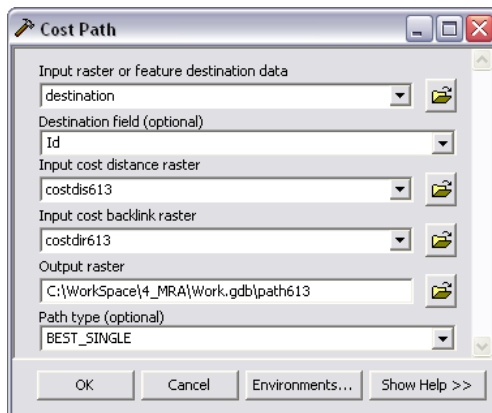 Cost Path
Input raster or feature destination data
destination
Destination field (optional)
Id
Input cost distance raster
costdis613
Input cost backlink raster
costdir613
Output raster
C:\WorkSpace\4_MRA\Work.gdb\path613
Path type (optional)
BEST_SINGLE
OK Cancel Environments... Show Help >>